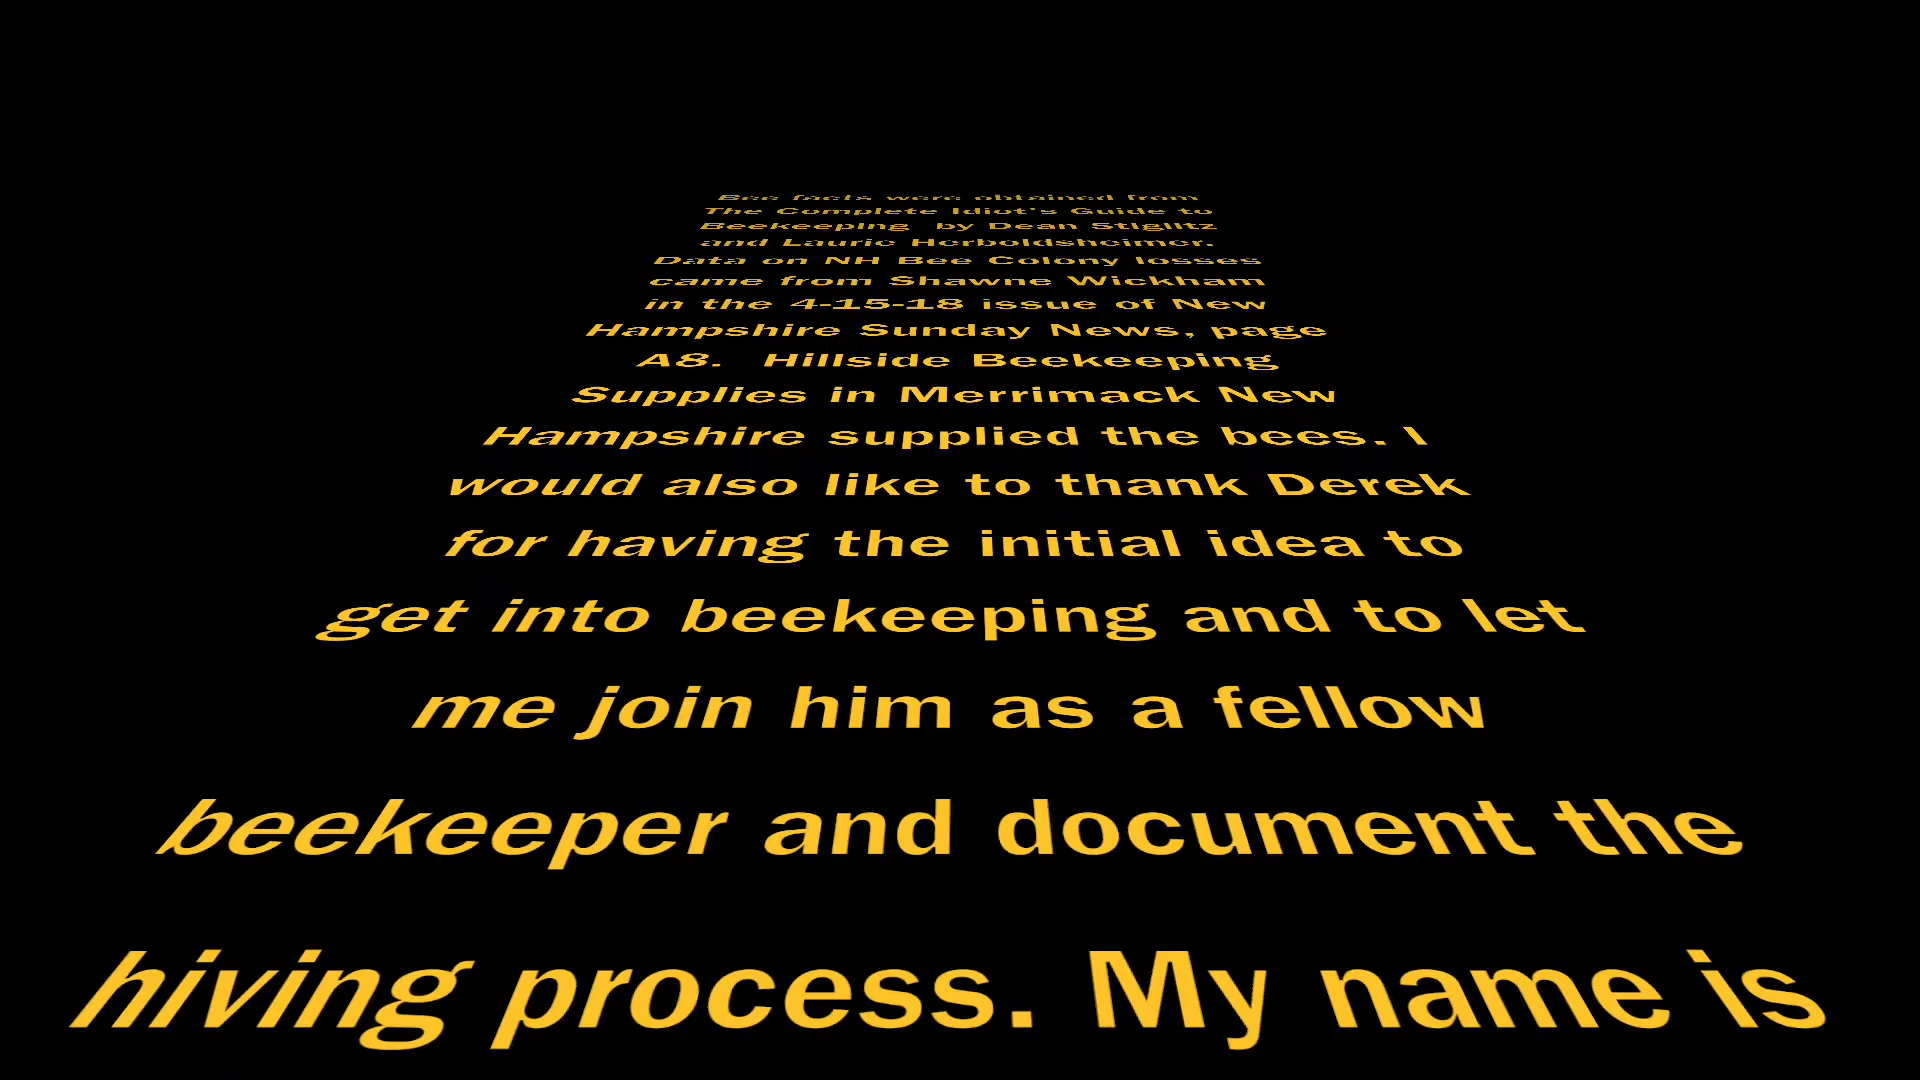 Bee facts were obtained from
The Complete Idiot's Guide to
Beekeeping by Dean Stiglitz
and Laurie Herboldsheimer.
Data on NH Bee Colony losses
came from Shawne Wickham
in the 4-15-18 issue of New
Hampshire Sunday News, page
A8. Hillside Beekeeping
Supplies in Merrimack New
Hampshire supplied the bees. I
would also like to thank Derek
for having the initial idea to
get into beekeeping and to let
me join him as a fellow
beekeeper and document the
hiving process. My name is